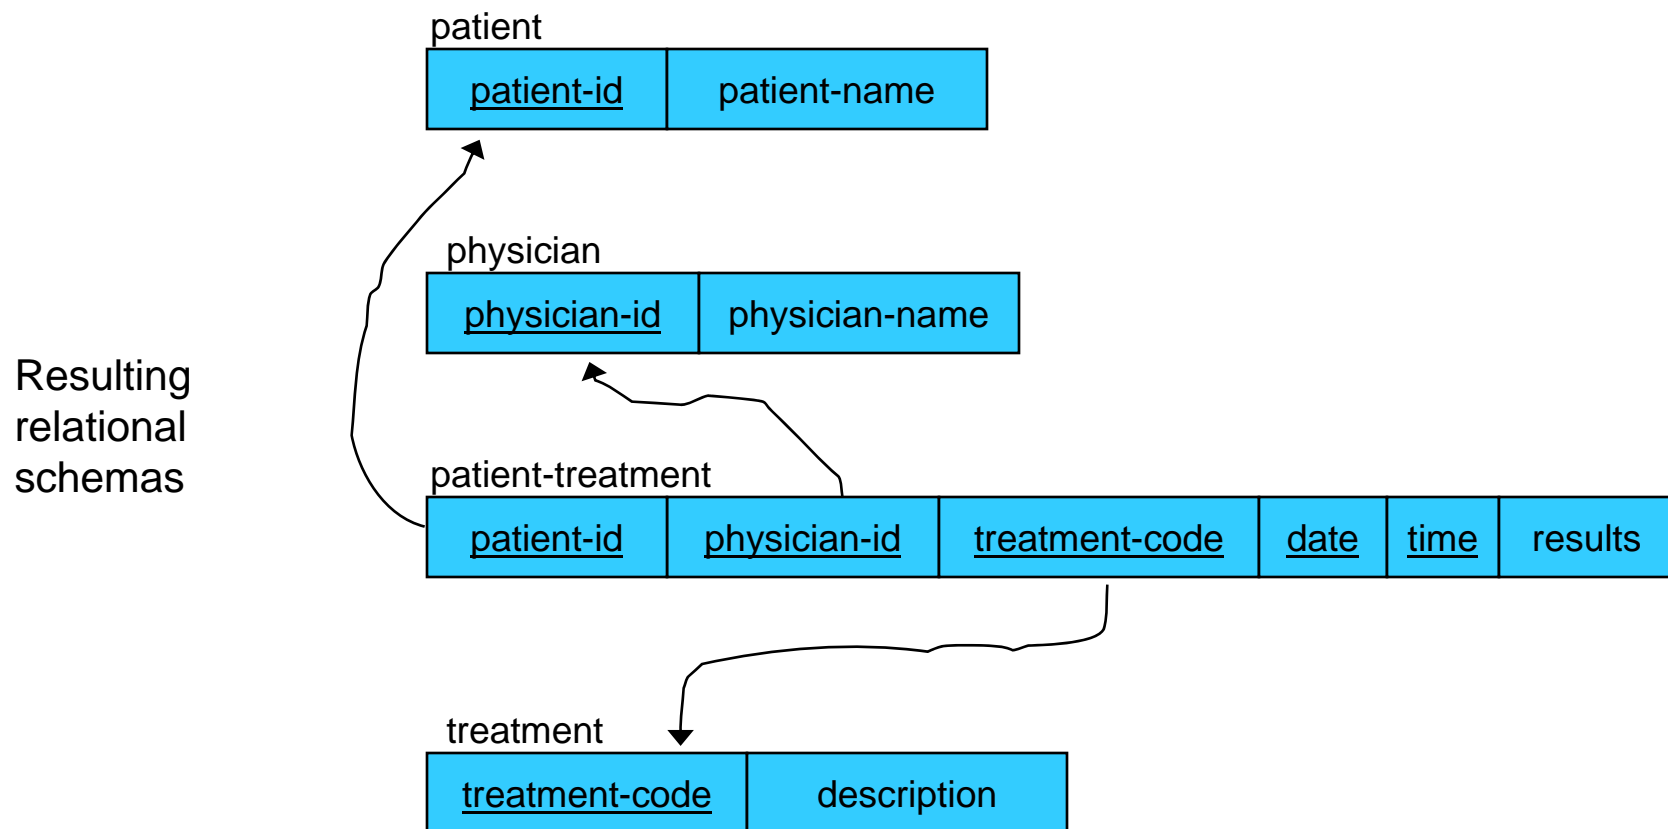 patient
patient-id patient-name
physician
physician-id physician-name
Resulting
relational
schemas
patient-treatment
patient-id physician-id treatment-code date time results
treatment
treatment-code description